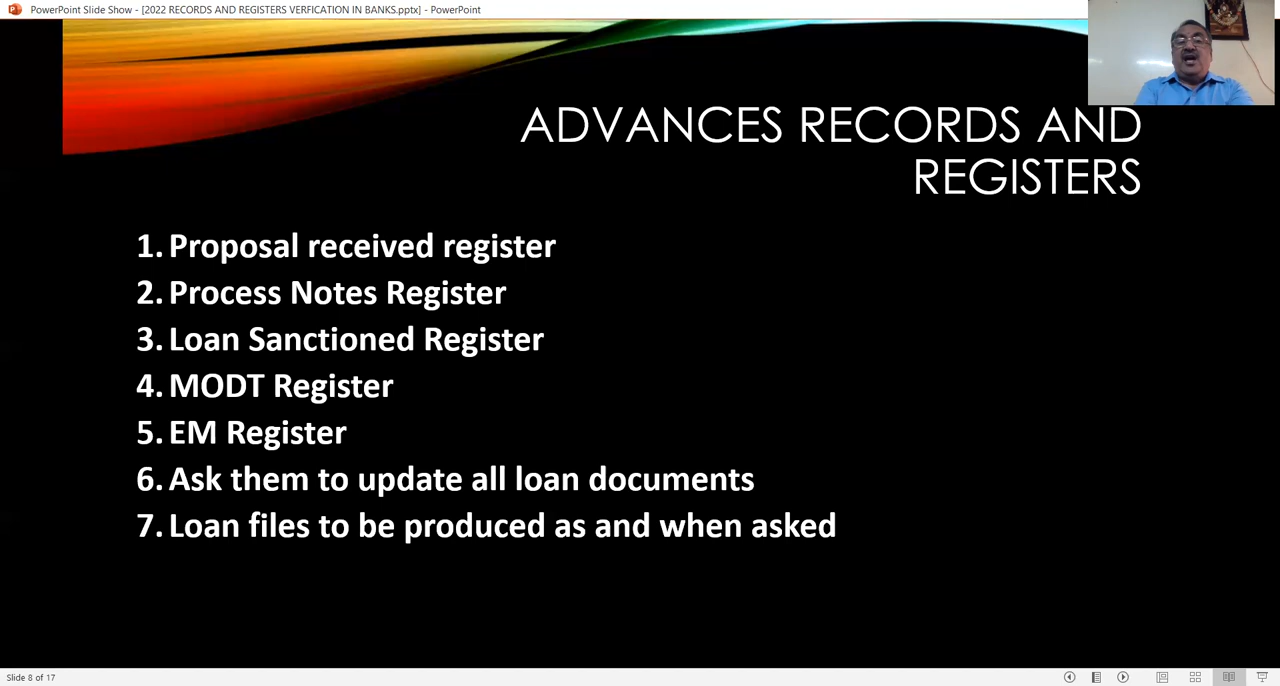 PowerPoint Slide Show - [2022 RECORDS AND REGISTERS VERFICATION IN BANKS.pptx] - PowerPoint
ADVANCES RECORDS AND
REGISTERS
1. Proposal received register
2. Process Notes Register
3. Loan Sanctioned Register
4. MODT Register
5. EM Register
6. Ask them to update all loan documents
7. Loan files to be produced as and when asked
Slide 8 of 17